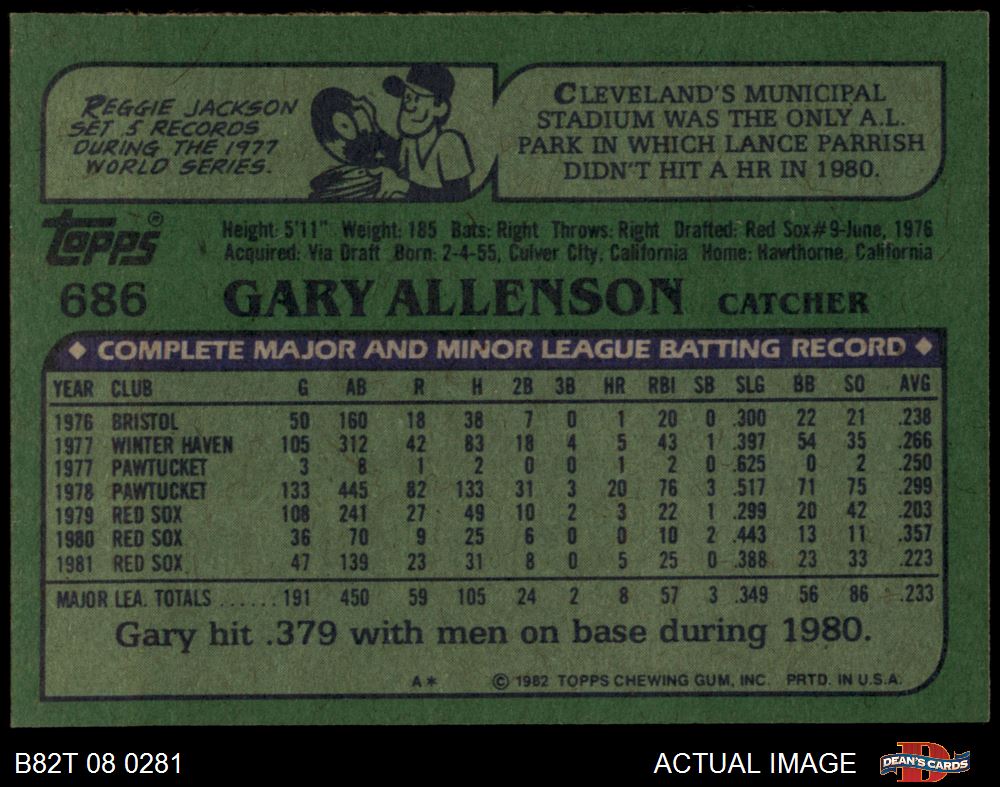 REGGIE JACKSON
SET 5 RECORDS
DURING THE 1977
WORLD SERIES.
CLEVELAND'S MUNICIPAL
STADIUM WAS THE ONLY A.L.
PARK IN WHICH LANCE PARRISH
DIDN'T HIT A HR IN 1980.
Topps®
Height: 5'11" Weight: 185 Bats: Right Throws: Right Drafted: Red Sox#9-June, 1976
Acquired: Via Draft Born: 2-4-55, Culver City, California Home: Hawthorne, California
686 GARY ALLENSON CATCHER
◆ COMPLETE MAJOR AND MINOR LEAGUE BATTING RECORD ◆
YEAR CLUB G AB R H 2B 3B HR RBI SB SLG BB SO AVG
1976 BRISTOL 50 160 18 38 7 0 1 20 0 .300 22 21 .238
1977 WINTER HAVEN 105 312 42 83 18 4 5 43 1 .397 54 35 .266
1977 PAWTUCKET 3 8 1 2 0 0 1 2 0 .625 0 2 .250
1978 PAWTUCKET 133 445 82 133 31 3 20 76 3 .517 71 75 .299
1979 RED SOX 108 241 27 49 10 2 3 22 1 .299 20 42 .203
1980 RED SOX 36 70 9 25 6 0 0 10 2 .443 13 11 .357
1981 RED SOX 47 139 23 31 8 0 5 25 0 .388 23 33 .223
MAJOR LEA. TOTALS ...... 191 450 59 105 24 2 8 57 3 .349 56 86 .233
Gary hit .379 with men on base during 1980.
A* © 1982 TOPPS CHEWING GUM, INC. PRTD. IN U.S.A.
B82T 08 0281 ACTUAL IMAGE DEAN'S CARDS